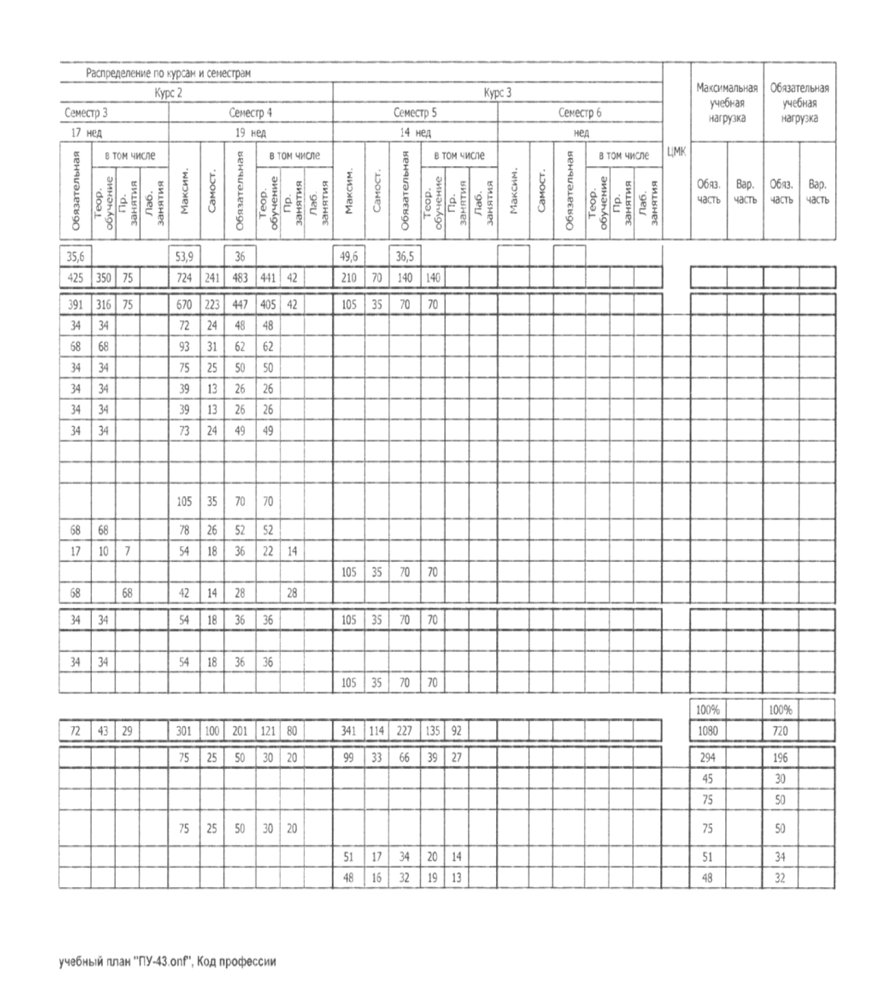 Распределение по курсам и семестрам
Курс 2 Курс 3
Семестр 3 Семестр 4 Семестр 5 Семестр 6
17 нед 19 нед 14 нед нед
Обязательная в том числе Теор. обучение Пр. занятия Лаб. занятия Максим. Самост. Обязательная в том числе Теор. обучение Пр. занятия Лаб. занятия Максим. Самост. Обязательная в том числе Теор. обучение Пр. занятия Лаб. занятия Максим. Самост. Обязательная в том числе Теор. обучение Пр. занятия Лаб. занятия ЦМК
Максимальная учебная нагрузка Обязательная учебная нагрузка
Обяз. часть Вар. часть Обяз. часть Вар. часть
35,6 53,9 36 49,6 36,5
425 350 75 724 241 483 441 42 210 70 140 140
391 316 75 670 223 447 405 42 105 35 70 70
34 34 72 24 48 48
68 68 93 31 62 62
34 34 75 25 50 50
34 34 39 13 26 26
34 34 39 13 26 26
34 34 73 24 49 49
105 35 70 70
68 68 78 26 52 52
17 10 7 54 18 36 22 14
105 35 70 70
68 68 42 14 28 28
34 34 54 18 36 36 105 35 70 70
34 34 54 18 36 36
105 35 70 70
100% 100%
72 43 29 301 100 201 121 80 341 114 227 135 92 1080 720
75 25 50 30 20 99 33 66 39 27 294 196
45 30
75 50
75 25 50 30 20 75 50
51 17 34 20 14 51 34
48 16 32 19 13 48 32
учебный план "ПУ-43.onf", Код профессии